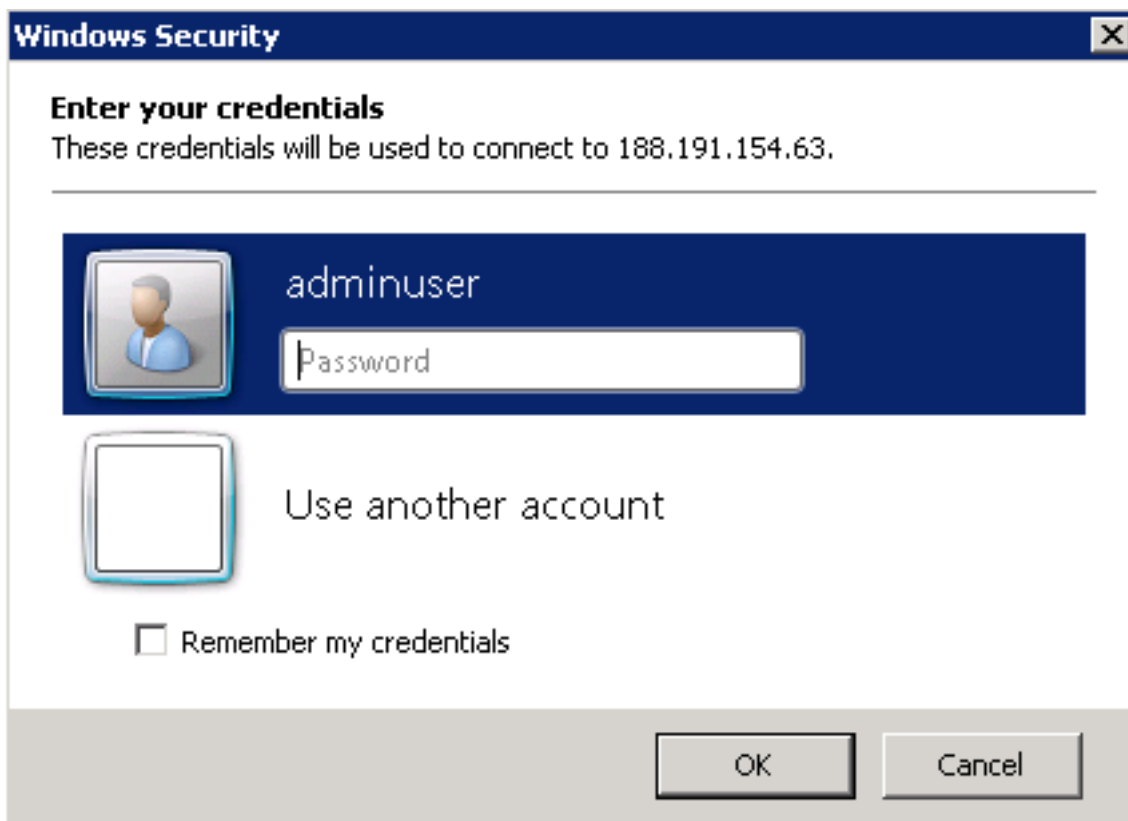 Windows Security
Enter your credentials
These credentials will be used to connect to 188.191.154.63.
adminuser
Password
Use another account
Remember my credentials
OK
Cancel